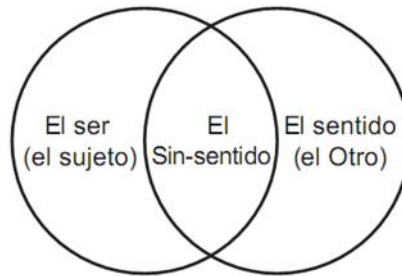 El ser
(el sujeto)
El
Sin-sentido
El sentido
(el Otro)